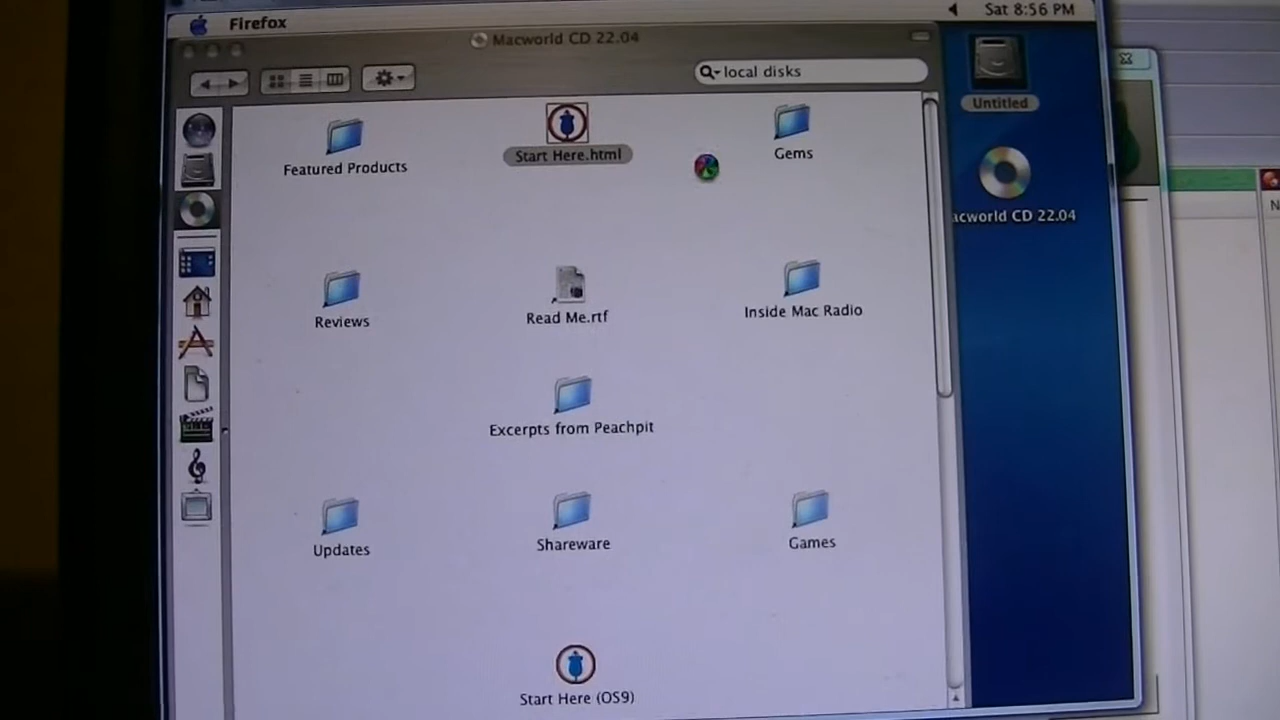 Firefox
Sat 8:56 PM
Macworld CD 22.04
local disks
Untitled
Featured Products
Start Here.html
Gems
acworld CD 22.04
Reviews
Read Me.rtf
Inside Mac Radio
Excerpts from Peachpit
Updates
Shareware
Games
Start Here (OS9)